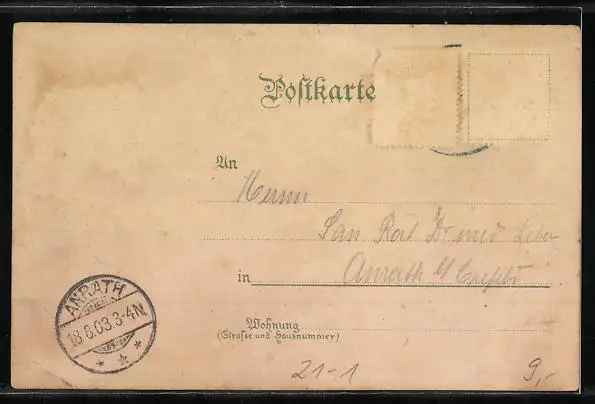 Postkarte
An
Herrn
San Rat Dr med
in Anrath b/ Crefeld
Wohnung
(Straße und Hausnummer)
ANRATH
18.8.03.3-4N.
21-1
9,-